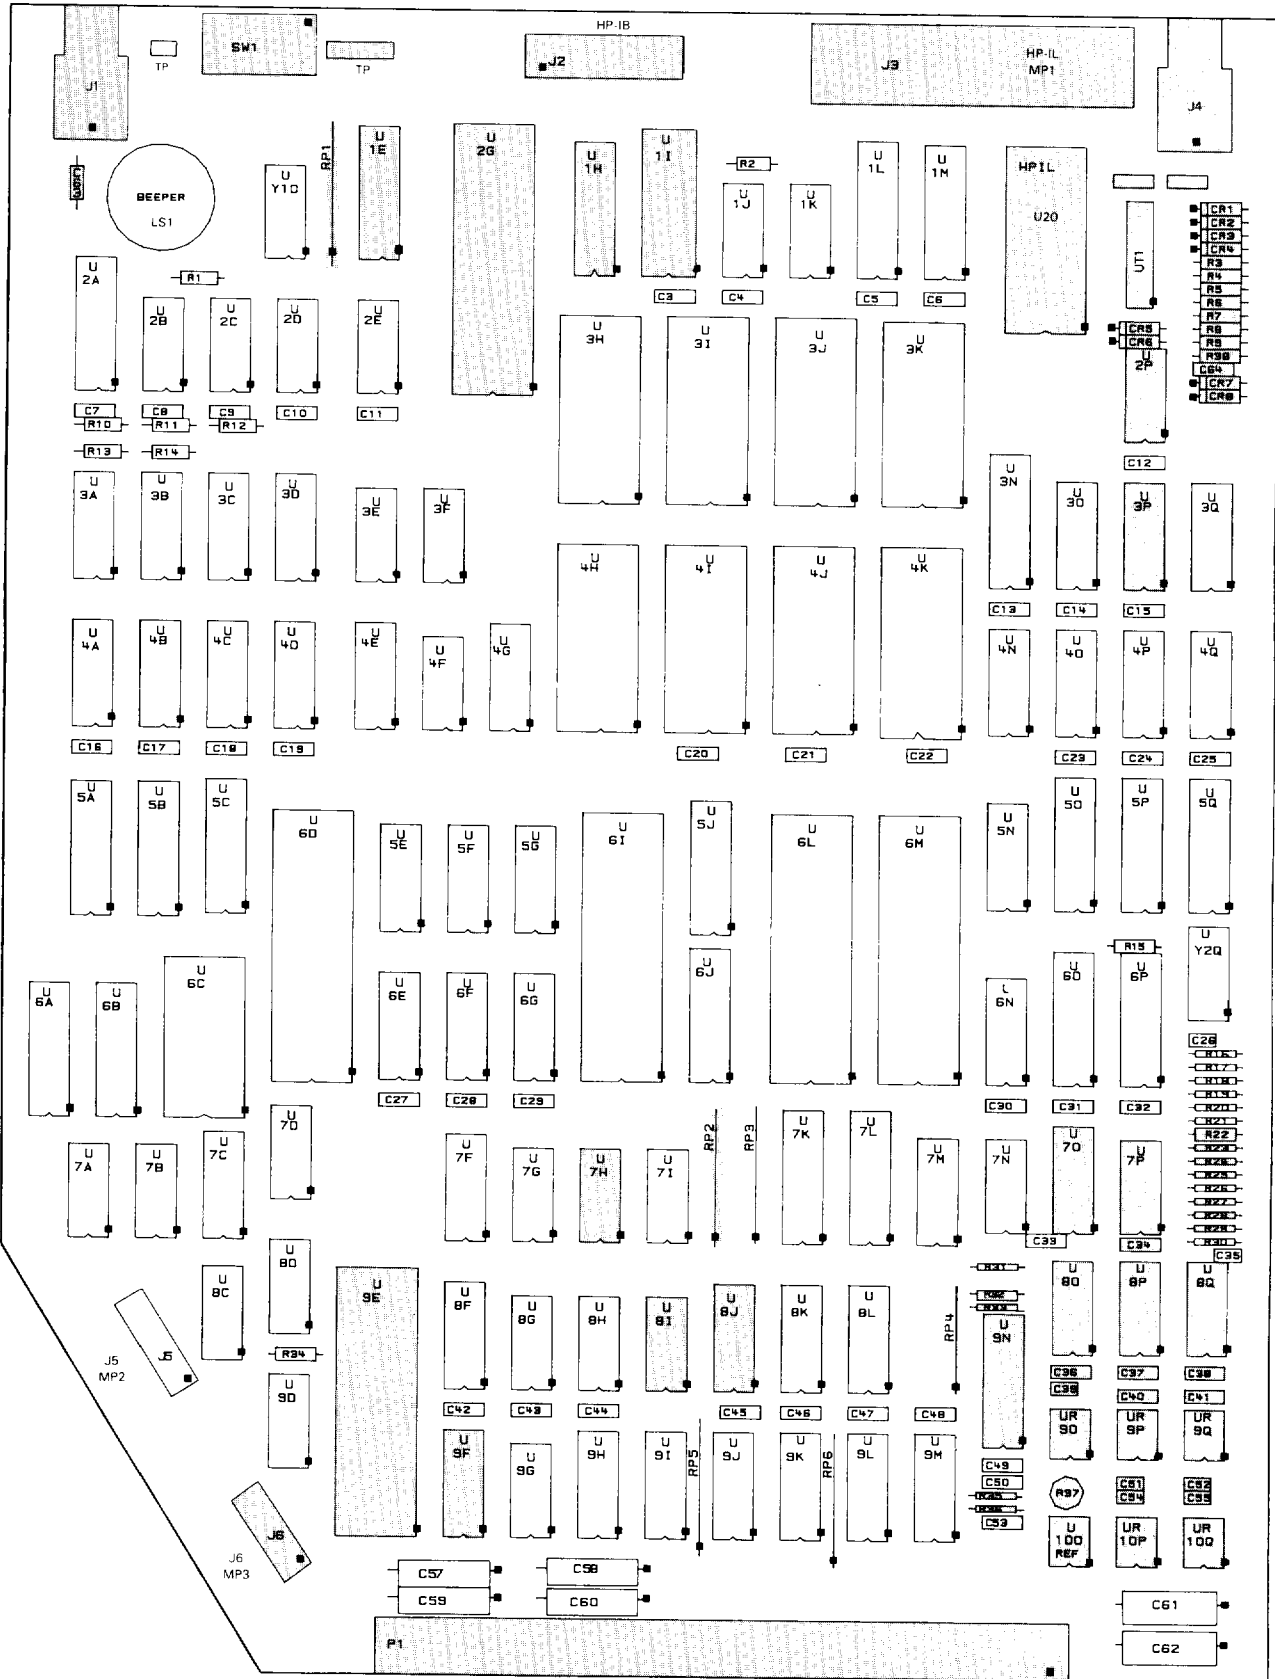 HP-IB
SW1
TP
TP
J2
J3
HP-IL
MP1
J1
J4
BEEPER
LS1
U
Y1D
RP1
U
1E
U
2G
U
1H
U
1I
R2
U
1J
U
1K
U
1L
U
1M
HPIL
U20
UT1
CR1
CR2
CR3
CR4
R3
R4
R5
R6
R7
R8
R9
R38
C64
CR7
CR8
CR5
CR6
U
2P
U
2A
R1
U
2B
U
2C
U
2D
U
2E
C3
C4
C5
C6
U
3H
U
3I
U
3J
U
3K
C7
C8
C9
C10
C11
R10
R11
R12
R13
R14
C12
U
3A
U
3B
U
3C
U
3D
U
3E
U
3F
U
3N
U
3O
U
3P
U
3Q
U
4H
U
4I
U
4J
U
4K
C13
C14
C15
U
4A
U
4B
U
4C
U
4D
U
4E
U
4F
U
4G
U
4N
U
4O
U
4P
U
4Q
C16
C17
C18
C19
C20
C21
C22
C23
C24
C25
U
5A
U
5B
U
5C
U
6D
U
5E
U
5F
U
5G
U
6I
U
5J
U
6L
U
6M
U
5N
U
5O
U
5P
U
5Q
R15
U
Y2Q
U
6A
U
6B
U
6C
U
6E
U
6F
U
6G
U
6J
6N
U
6O
U
6P
C26
R16
R17
R18
R19
R20
R21
R22
R23
R24
R25
R26
R27
R28
R29
R30
C35
C27
C28
C29
C30
C31
C32
U
7A
U
7B
U
7C
U
7D
U
7F
U
7G
U
7H
U
7I
RP2
RP3
U
7K
U
7L
U
7M
U
7N
U
7O
U
7P
C33
C34
U
8C
U
8D
U
9E
U
8F
U
8G
U
8H
U
8I
U
8J
U
8K
U
8L
RP4
R31
R32
R33
U
9N
U
8O
U
8P
U
8Q
J5
MP2
J5
R34
U
9D
C36
C37
C38
C39
C40
C41
C42
C43
C44
C45
C46
C47
C48
UR
9O
UR
9P
UR
9Q
U
9F
U
9G
U
9H
U
9I
RP5
U
9J
U
9K
RP6
U
9L
U
9M
C49
C50
R35
R36
C53
R37
C51
C54
C52
C55
J6
MP3
J6
U
10O
REF
UR
10P
UR
10Q
C57
C58
C59
C60
C61
C62
P1